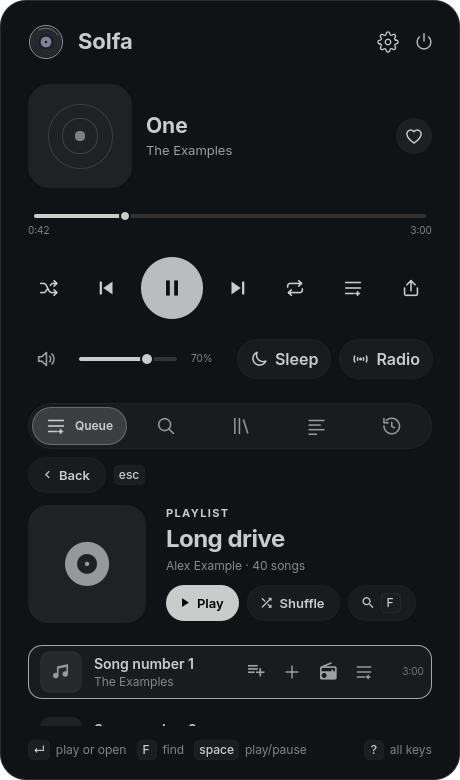 Solfa
One
The Examples
0:42 3:00
70% Sleep Radio
Queue
Back esc
PLAYLIST
Long drive
Alex Example · 40 songs
Play Shuffle F
Song number 1
The Examples
3:00
play or open F find space play/pause ? all keys